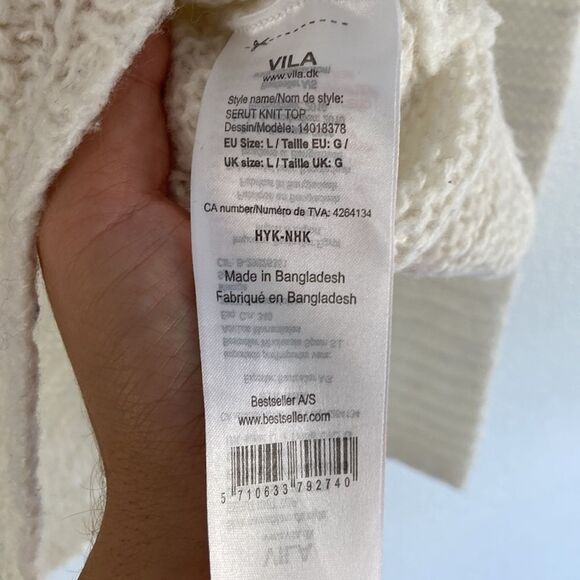 VILA
www.vila.dk
Style name/Nom de style:
SERUT KNIT TOP
Dessin/Modèle: 14018378
EU Size: L / Taille EU: G /
UK size: L / Taille UK: G
CA number/Numéro de TVA: 4264134
HYK-NHK
Made in Bangladesh
Fabriqué en Bangladesh
Bestseller A/S
www.bestseller.com
5 710633 792740
VILA